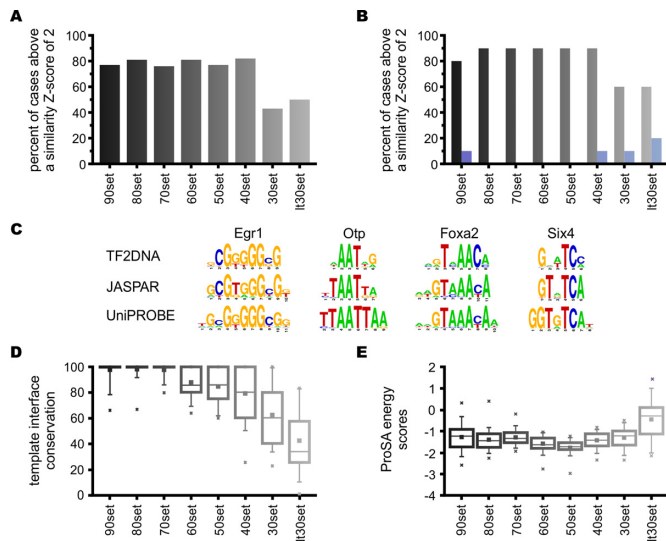 A
percent of cases above
a similarity Z-score of 2
100
80
60
40
20
0
90set
80set
70set
60set
50set
40set
30set
lt30set
B
percent of cases above
a similarity Z-score of 2
100
80
60
40
20
0
90set
80set
70set
60set
50set
40set
30set
lt30set
C
Egr1 Otp Foxa2 Six4
TF2DNA
JASPAR
UniPROBE
D
template interface
conservation
100
80
60
40
20
0
90set
80set
70set
60set
50set
40set
30set
lt30set
E
ProSA energy
scores
2
1
0
-1
-2
-3
-4
90set
80set
70set
60set
50set
40set
30set
lt30set